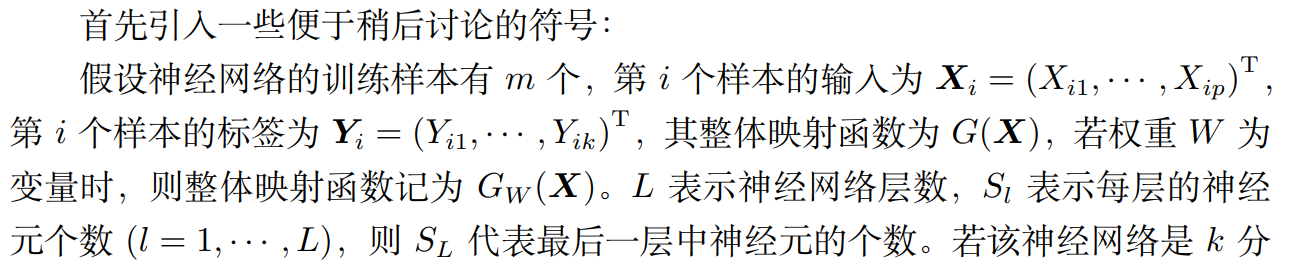 首先引入一些便于稍后讨论的符号：
假设神经网络的训练样本有 m 个，第 i 个样本的输入为 X_i = (X_{i1}, ⋯ , X_{ip})^T，
第 i 个样本的标签为 Y_i = (Y_{i1}, ⋯ , Y_{ik})^T，其整体映射函数为 G(X)，若权重 W 为
变量时，则整体映射函数记为 G_W(X)。L 表示神经网络层数，S_l 表示每层的神经
元个数 (l = 1, ⋯ , L)，则 S_L 代表最后一层中神经元的个数。若该神经网络是 k 分